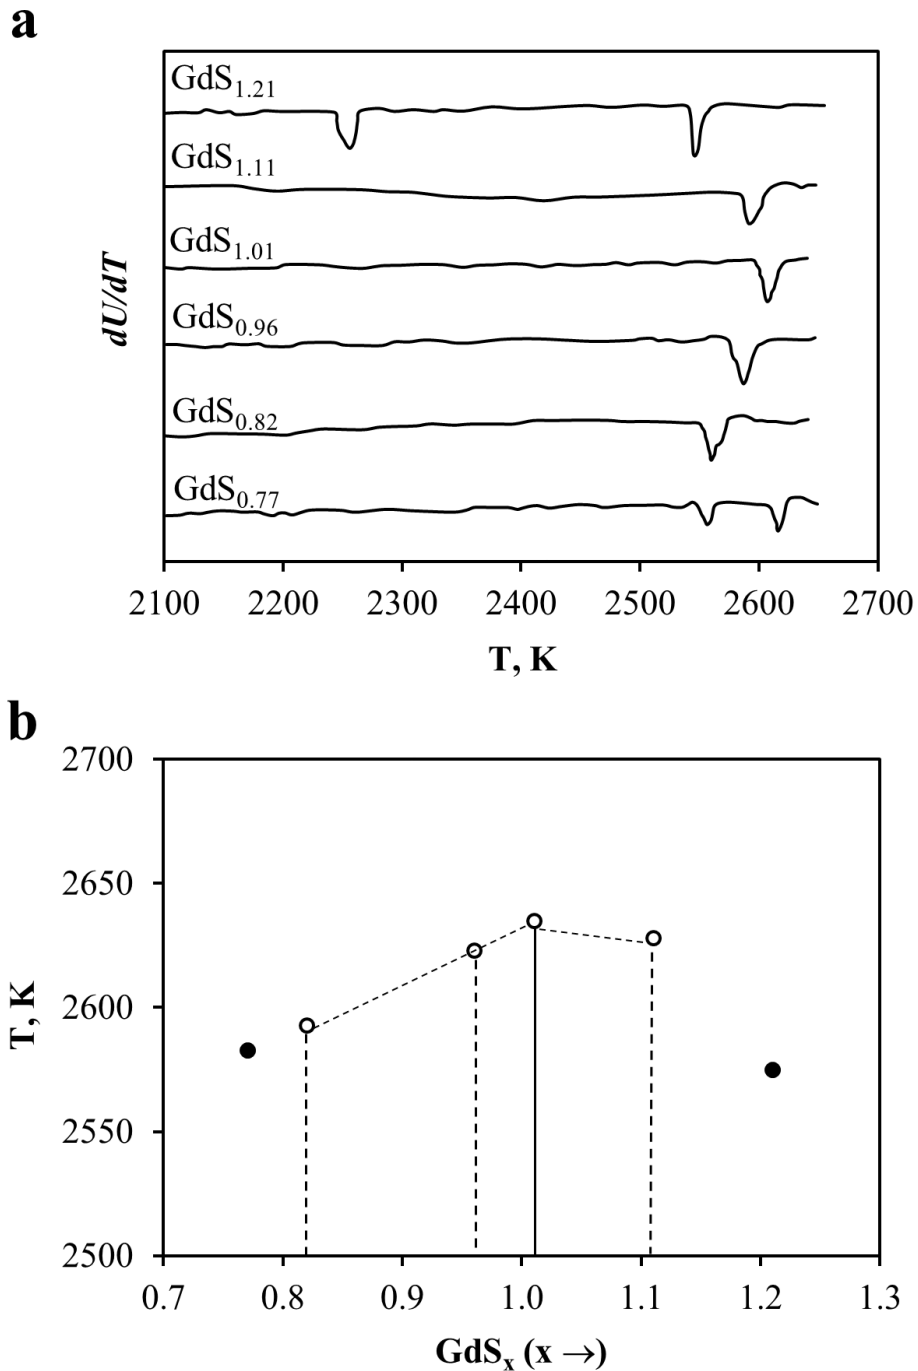 a
GdS1.21
GdS1.11
GdS1.01
GdS0.96
GdS0.82
GdS0.77
dU/dT
2100 2200 2300 2400 2500 2600 2700
T, K
b
2700
2650
2600
2550
2500
T, K
0.7 0.8 0.9 1.0 1.1 1.2 1.3
GdSx (x →)